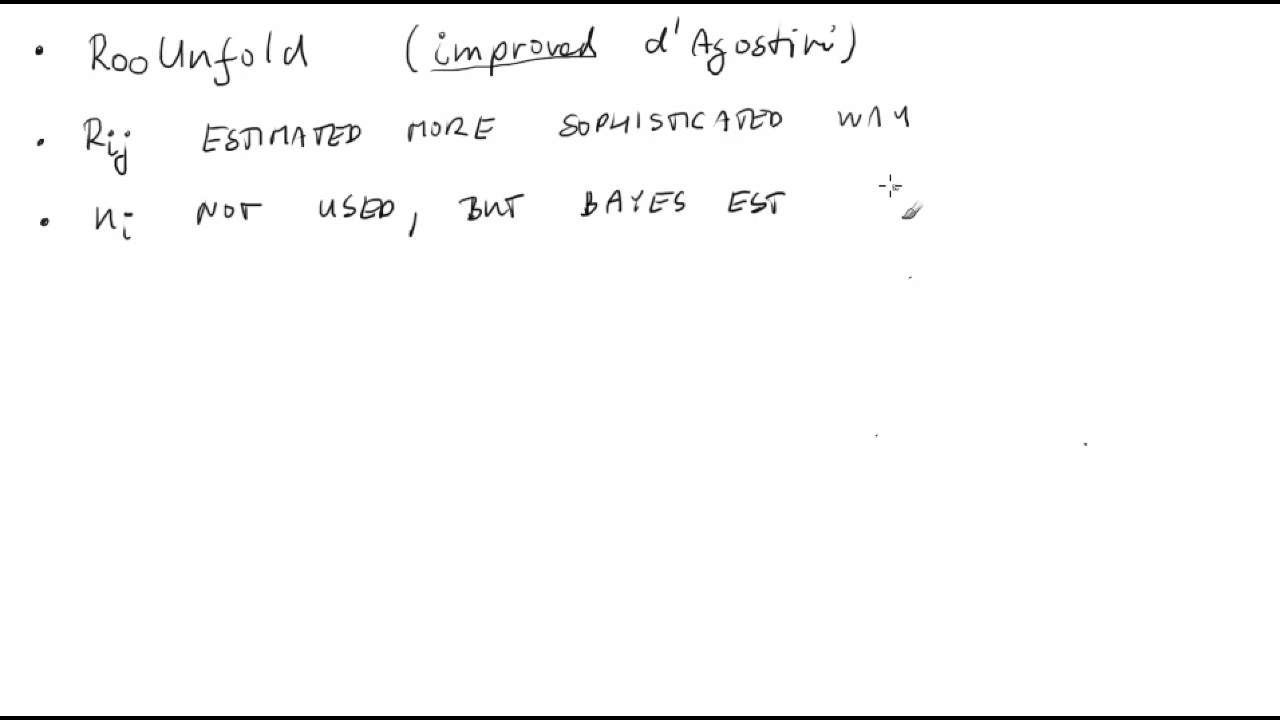 • RooUnfold (improved d'Agostini)
• Rij ESTIMATED MORE SOPHISTICATED WAY
• ni NOT USED, BUT BAYES EST